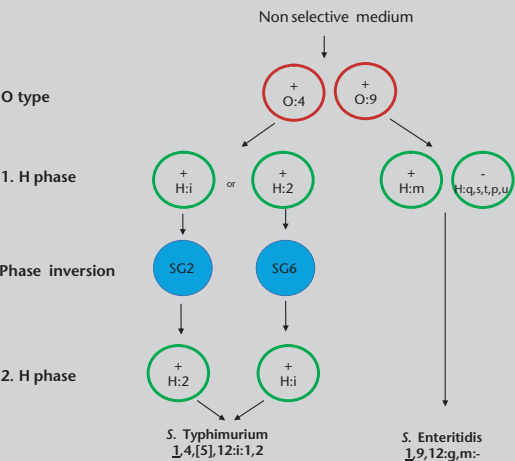 Non selective medium
O type
+
O:4
+
O:9
1. H phase
+
H:i
or
+
H:2
+
H:m
-
H:q,s,t,p,u
Phase inversion
SG2
SG6
2. H phase
+
H:2
+
H:i
S. Typhimurium
1,4,[5],12:i:1,2
S. Enteritidis
1,9,12:g,m:-